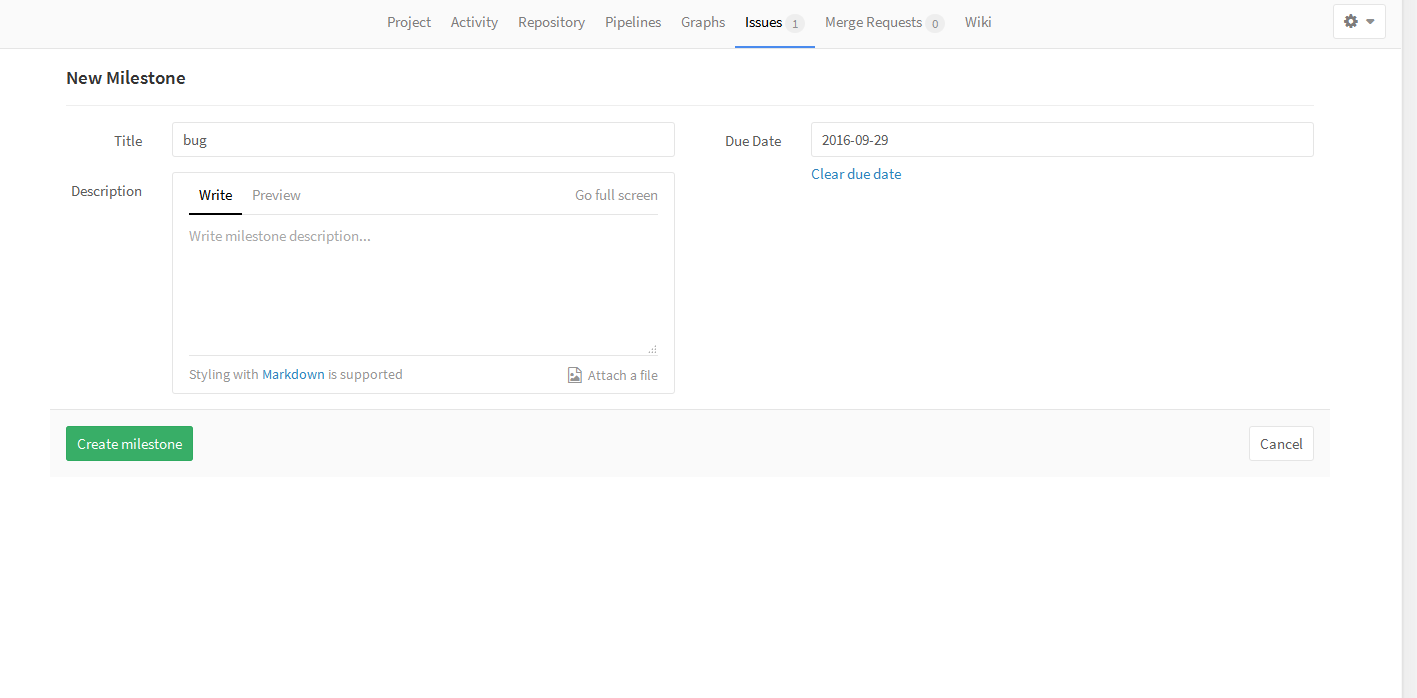 Project Activity Repository Pipelines Graphs Issues 1 Merge Requests 0 Wiki
New Milestone
Title bug Due Date 2016-09-29
Clear due date
Description Write Preview Go full screen
Write milestone description...
Styling with Markdown is supported Attach a file
Create milestone Cancel